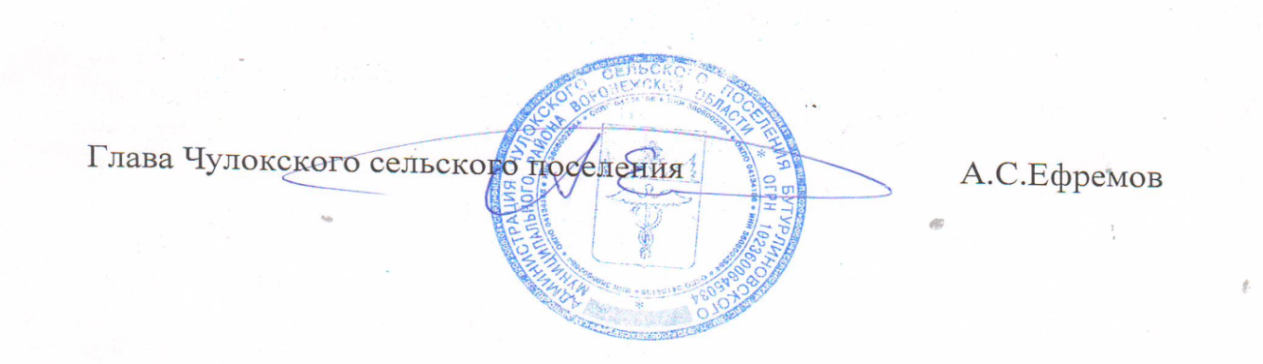 Глава Чулокского сельского поселения А.С.Ефремов
АДМИНИСТРАЦИЯ ЧУЛОКСКОГО СЕЛЬСКОГО ПОСЕЛЕНИЯ БУТУРЛИНОВСКОГО
МУНИЦИПАЛЬНОГО РАЙОНА ВОРОНЕЖСКОЙ ОБЛАСТИ * ОГРН 1023600645034